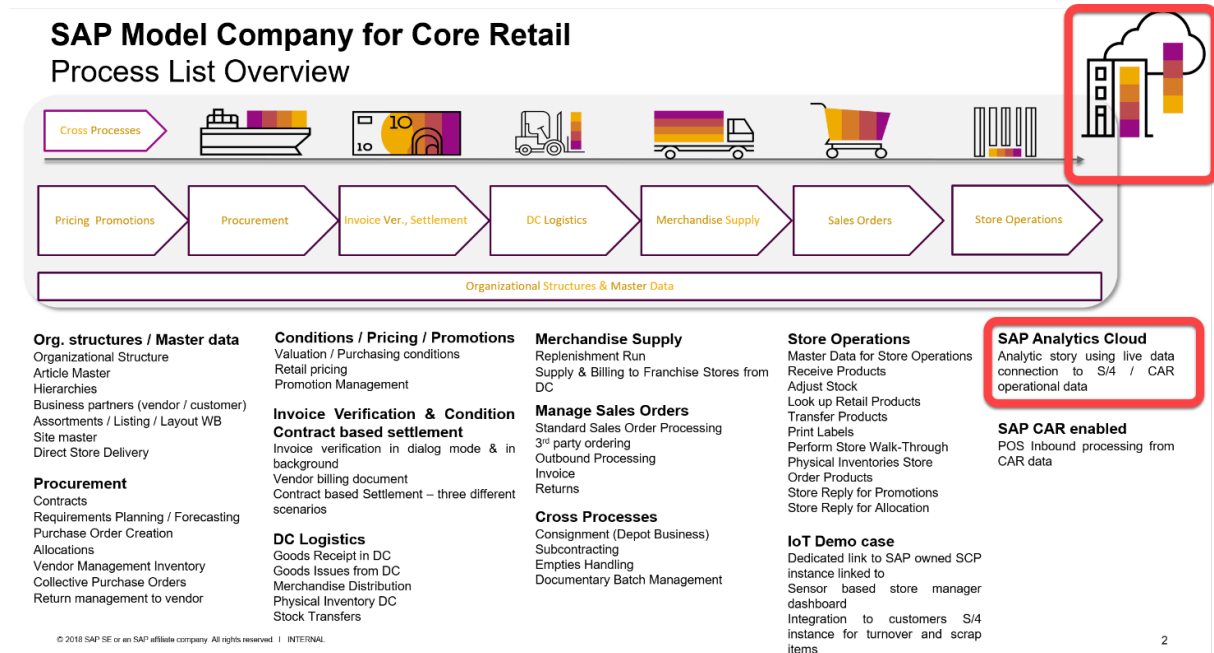 SAP Model Company for Core Retail
Process List Overview
Cross Processes
10
10
Pricing Promotions
Procurement
Invoice Ver., Settlement
DC Logistics
Merchandise Supply
Sales Orders
Store Operations
Organizational Structures & Master Data
Org. structures / Master data
Organizational Structure
Article Master
Hierarchies
Business partners (vendor / customer)
Assortments / Listing / Layout WB
Site master
Direct Store Delivery
Procurement
Contracts
Requirements Planning / Forecasting
Purchase Order Creation
Allocations
Vendor Management Inventory
Collective Purchase Orders
Return management to vendor
Conditions / Pricing / Promotions
Valuation / Purchasing conditions
Retail pricing
Promotion Management
Invoice Verification & Condition
Contract based settlement
Invoice verification in dialog mode & in
background
Vendor billing document
Contract based Settlement – three different
scenarios
DC Logistics
Goods Receipt in DC
Goods Issues from DC
Merchandise Distribution
Physical Inventory DC
Stock Transfers
Merchandise Supply
Replenishment Run
Supply & Billing to Franchise Stores from
DC
Manage Sales Orders
Standard Sales Order Processing
3rd party ordering
Outbound Processing
Invoice
Returns
Cross Processes
Consignment (Depot Business)
Subcontracting
Empties Handling
Documentary Batch Management
Store Operations
Master Data for Store Operations
Receive Products
Adjust Stock
Look up Retail Products
Transfer Products
Print Labels
Perform Store Walk-Through
Physical Inventories Store
Order Products
Store Reply for Promotions
Store Reply for Allocation
IoT Demo case
Dedicated link to SAP owned SCP
instance linked to
Sensor based store manager
dashboard
Integration to customers S/4
instance for turnover and scrap
items
SAP Analytics Cloud
Analytic story using live data
connection to S/4 / CAR
operational data
SAP CAR enabled
POS Inbound processing from
CAR data
© 2018 SAP SE or an SAP affiliate company. All rights reserved. I INTERNAL
2